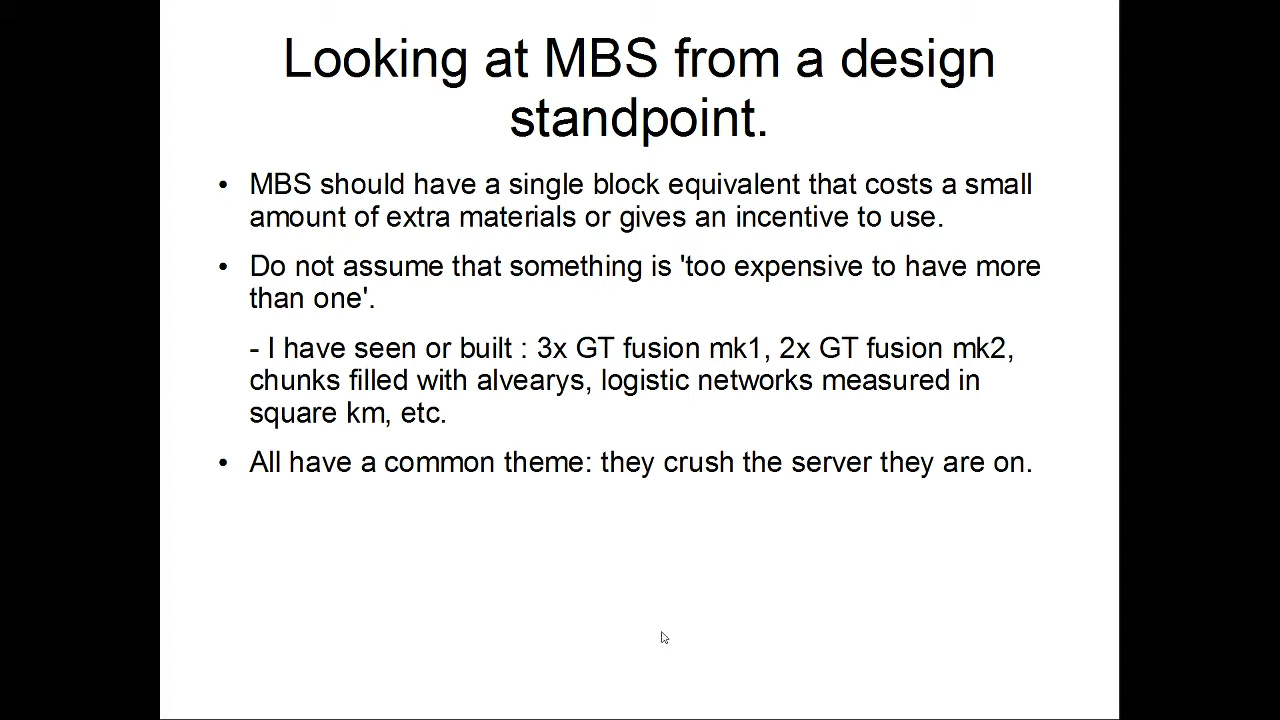 Looking at MBS from a design
standpoint.
• MBS should have a single block equivalent that costs a small
amount of extra materials or gives an incentive to use.
• Do not assume that something is 'too expensive to have more
than one'.
- I have seen or built : 3x GT fusion mk1, 2x GT fusion mk2,
chunks filled with alvearys, logistic networks measured in
square km, etc.
• All have a common theme: they crush the server they are on.